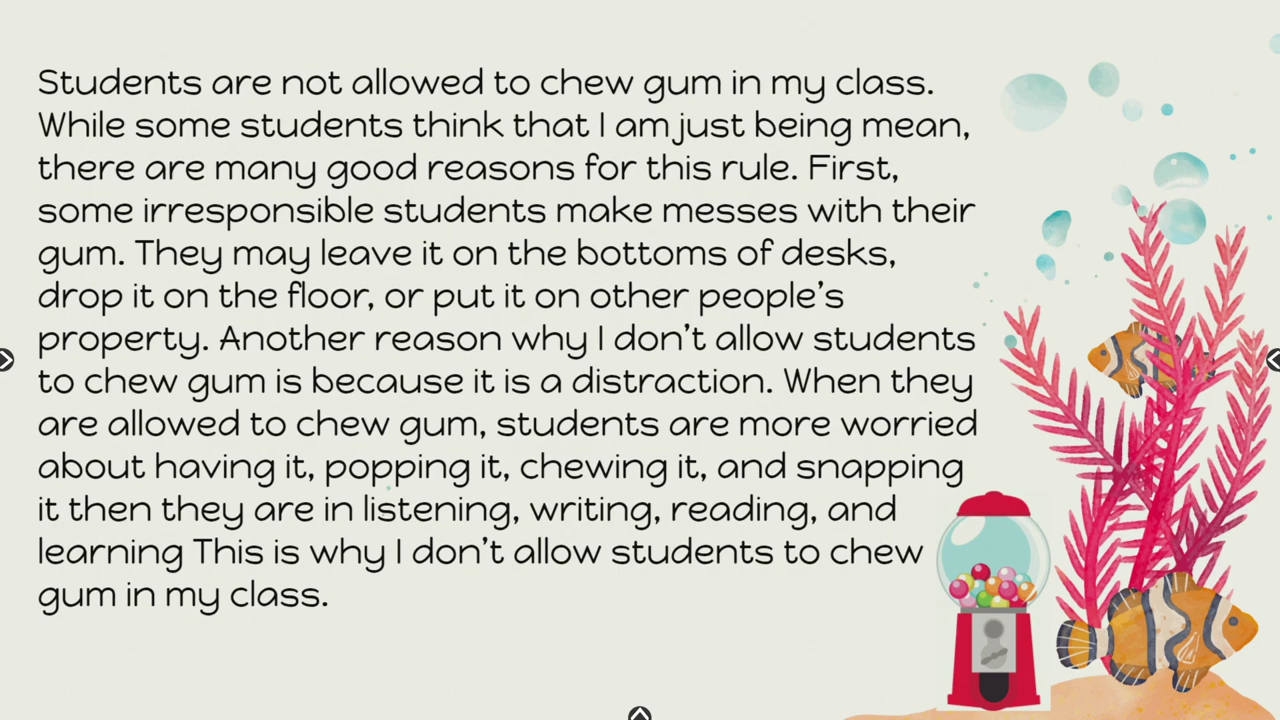 Students are not allowed to chew gum in my class.
While some students think that I am just being mean,
there are many good reasons for this rule. First,
some irresponsible students make messes with their
gum. They may leave it on the bottoms of desks,
drop it on the floor, or put it on other people's
property. Another reason why I don't allow students
to chew gum is because it is a distraction. When they
are allowed to chew gum, students are more worried
about having it, popping it, chewing it, and snapping
it then they are in listening, writing, reading, and
learning This is why I don't allow students to chew
gum in my class.